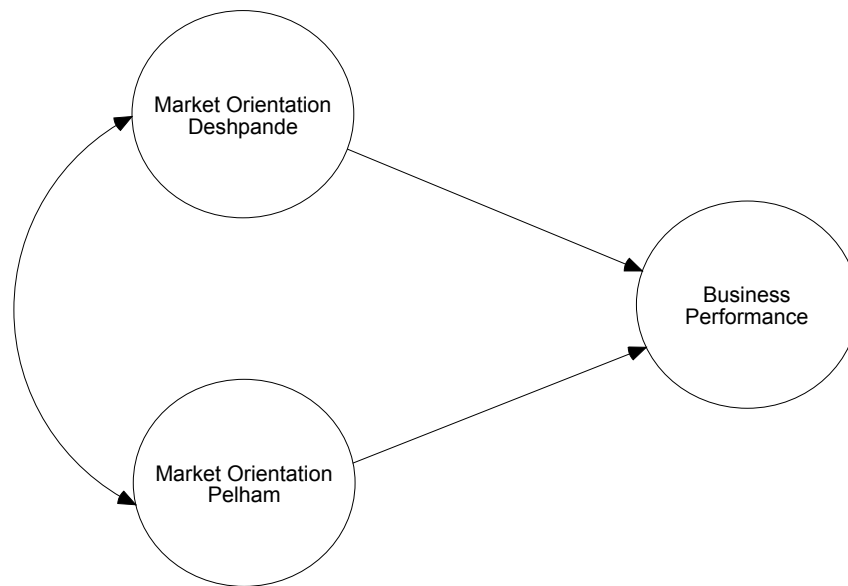 Market Orientation
Deshpande
Business
Performance
Market Orientation
Pelham